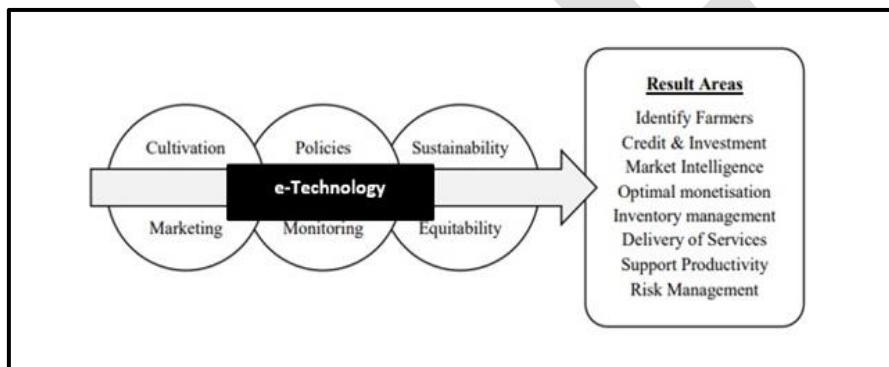 Cultivation
Policies
Sustainability
e-Technology
Marketing
Monitoring
Equitability
Result Areas
Identify Farmers
Credit & Investment
Market Intelligence
Optimal monetisation
Inventory management
Delivery of Services
Support Productivity
Risk Management